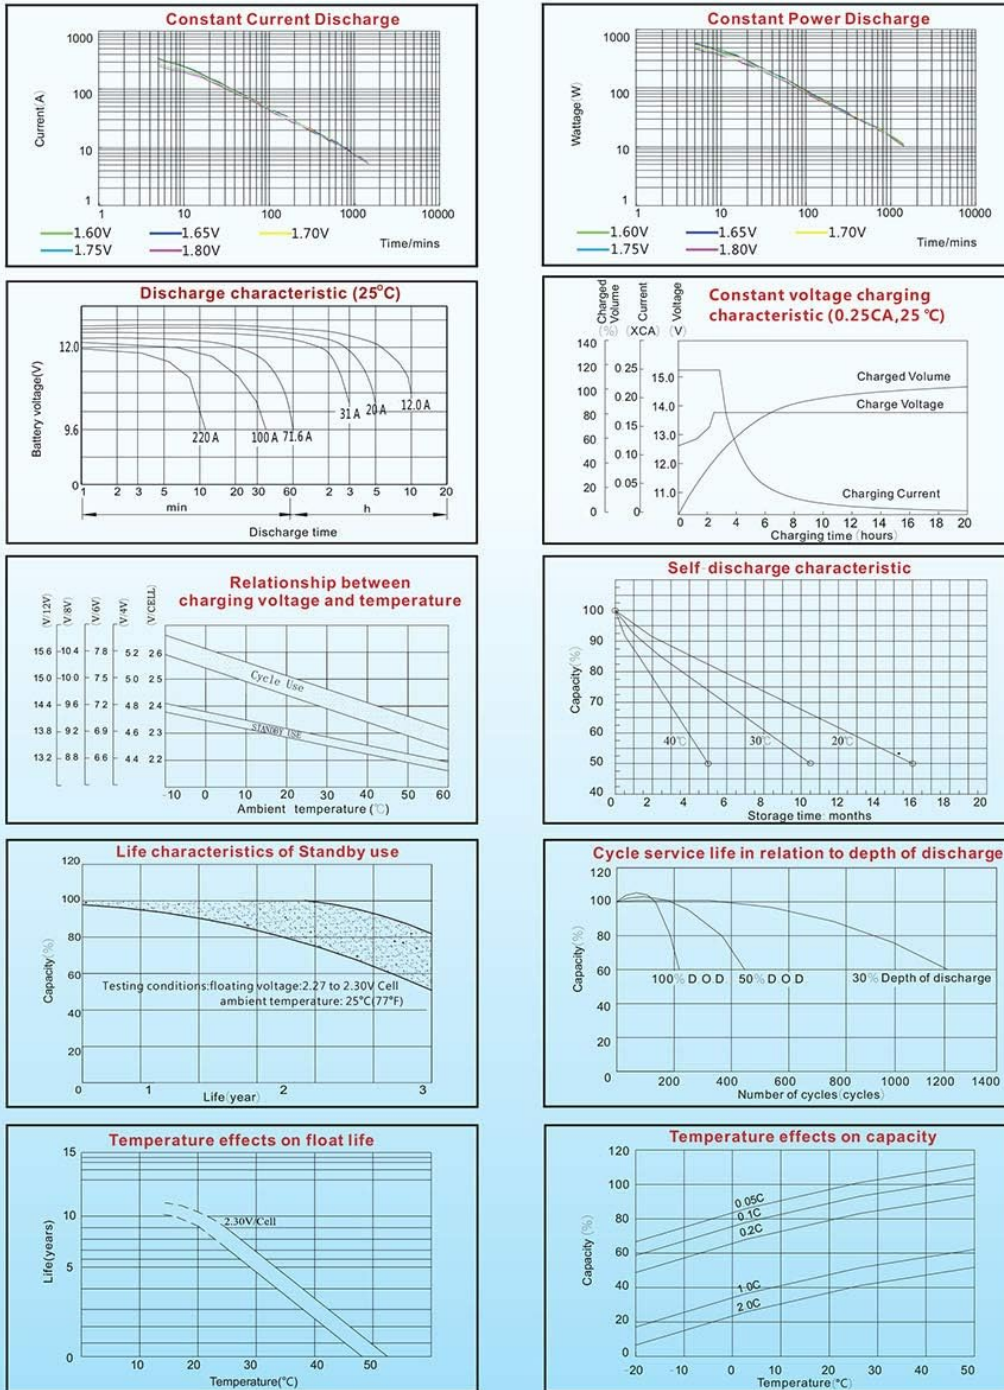 Constant Current Discharge
1000
100
10
1
Current(A)
1 10 100 1000 10000
1.60V 1.65V 1.70V
1.75V 1.80V
Time/mins
Constant Power Discharge
1000
100
10
1
Wattage(W)
1 10 100 1000 10000
1.60V 1.65V 1.70V
1.75V 1.80V
Time/mins
Discharge characteristic (25°C)
Battery voltage(V)
12.0
9.6
0
220 A 100 A 71.6 A 31 A 20 A 12.0 A
1 2 3 5 10 20 30 60 2 3 5 10 20
min h
Discharge time
Constant voltage charging
characteristic (0.25CA,25 ℃)
Charged Volume Current Voltage
(%) (XCA) (V)
140
120 0.25
100 0.20 15.0
80 0.15 14.0
60 13.0
40 0.10 12.0
20 0.05 11.0
0 0
Charged Volume
Charge Voltage
Charging Current
0 2 4 6 8 10 12 14 16 18 20
Charging time (hours)
Relationship between
charging voltage and temperature
(V/12V) (V/8V) (V/6V) (V/4V) (V/CELL)
15.6 10.4 7.8 5.2 2.6
15.0 10.0 7.5 5.0 2.5
14.4 9.6 7.2 4.8 2.4
13.8 9.2 6.9 4.6 2.3
13.2 8.8 6.6 4.4 2.2
Cycle Use
STANDBY USE
-10 0 10 20 30 40 50 60
Ambient temperature (℃)
Self-discharge characteristic
Capacity(%)
100
90
80
70
60
50
40
40℃ 30℃ 20℃
0 2 4 6 8 10 12 14 16 18 20
Storage time: months
Life characteristics of Standby use
Capacity(%)
120
100
80
60
40
20
0
Testing conditions:floating voltage:2.27 to 2.30V Cell
ambient temperature: 25°C(77°F)
1 2 3
Life(year)
Cycle service life in relation to depth of discharge
Capacity(%)
120
100
80
60
40
20
0
100% D O D 50% D O D 30% Depth of discharge
200 400 600 800 1000 1200 1400
Number of cycles(cycles)
Temperature effects on float life
Life(years)
15
10
5
0
2.30V/Cell
10 20 30 40 50
Temperature(°C)
Temperature effects on capacity
Capacity (%)
120
100
80
60
40
20
0
0.05C
0.1C
0.2C
1.0C
2.0C
-20 -10 0 10 20 30 40 50
Temperature(°C)